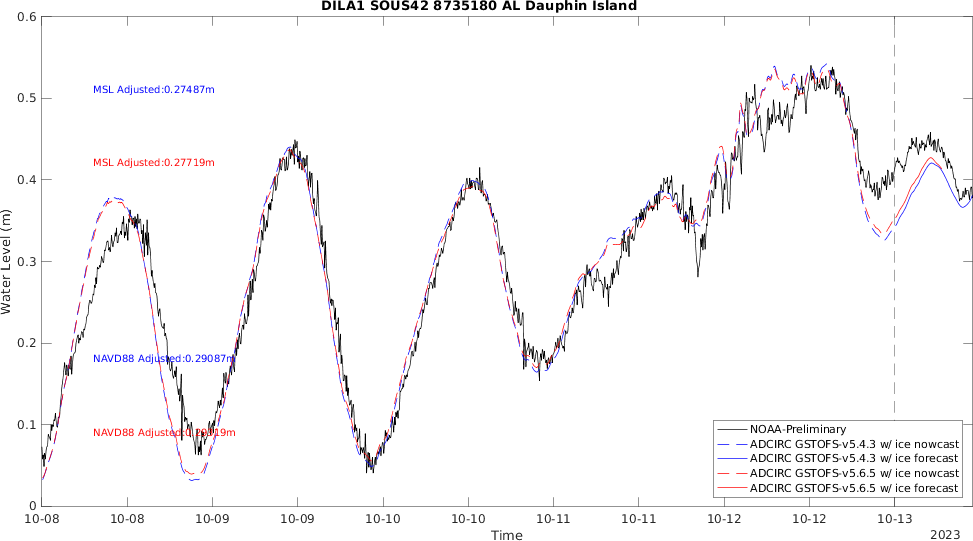 DILA1 SOUS42 8735180 AL Dauphin Island
Water Level (m)
0.6
0.5
0.4
0.3
0.2
0.1
0
MSL Adjusted:0.27487m
MSL Adjusted:0.27719m
NAVD88 Adjusted:0.29087m
NAVD88 Adjusted:0.29319m
NOAA-Preliminary
ADCIRC GSTOFS-v5.4.3 w/ ice nowcast
ADCIRC GSTOFS-v5.4.3 w/ ice forecast
ADCIRC GSTOFS-v5.6.5 w/ ice nowcast
ADCIRC GSTOFS-v5.6.5 w/ ice forecast
10-08 10-08 10-09 10-09 10-10 10-10 10-11 10-11 10-12 10-12 10-13
Time
2023